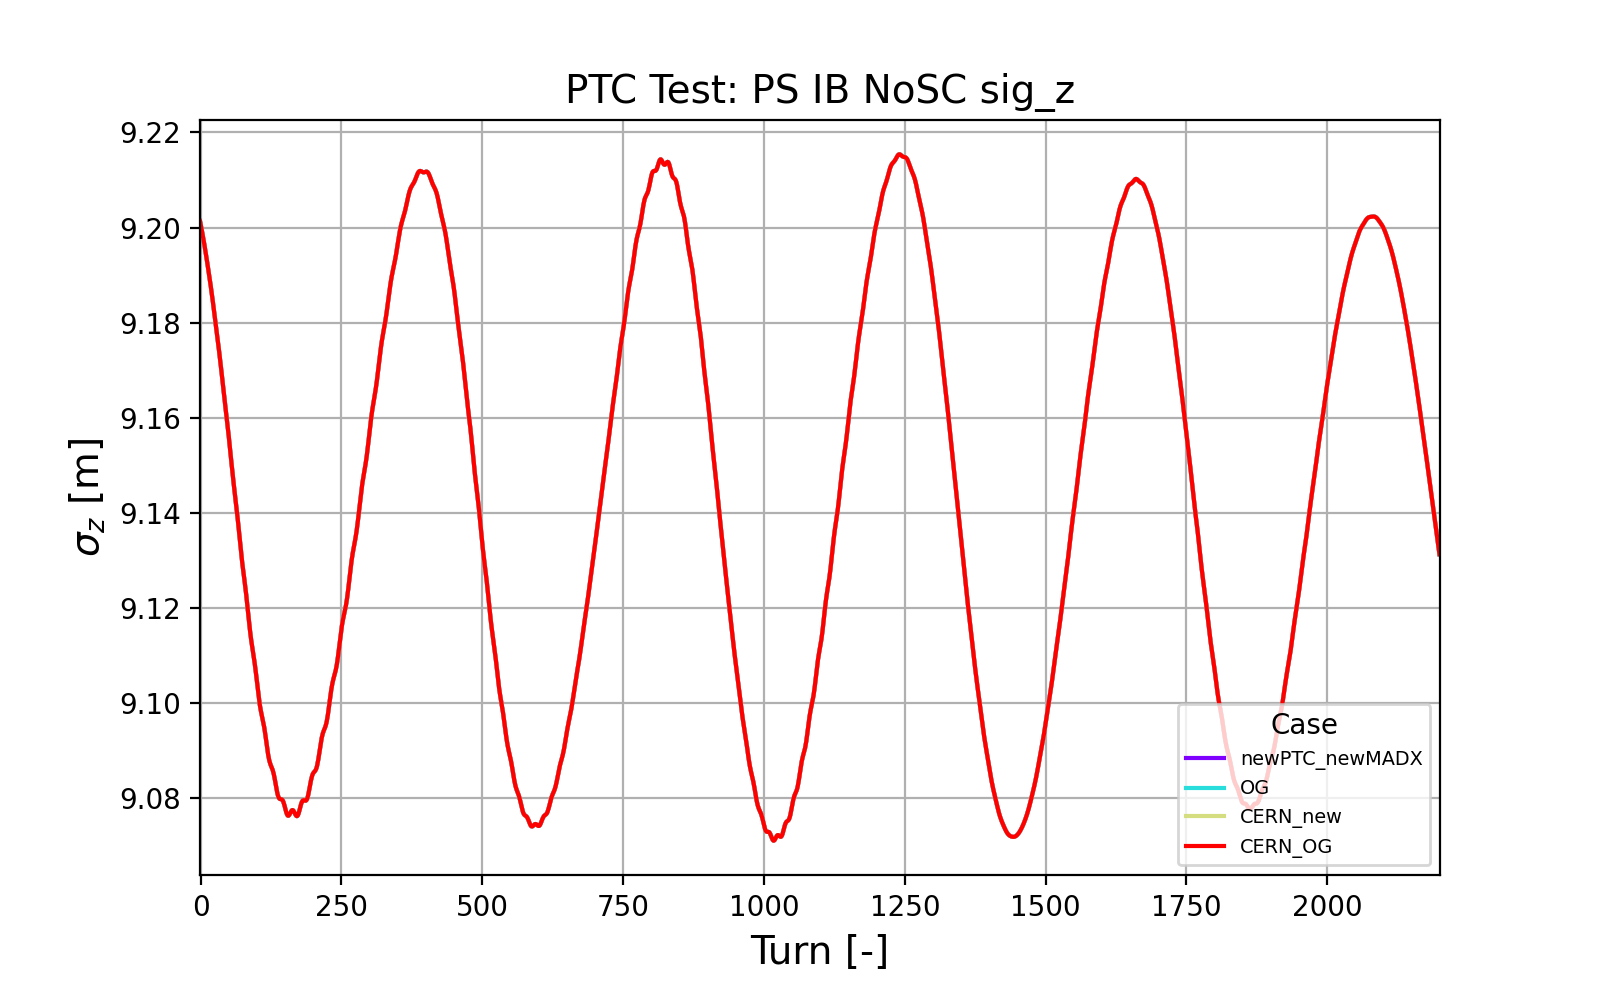 PTC Test: PS IB NoSC sig_z
σz [m]
9.22
9.20
9.18
9.16
9.14
9.12
9.10
9.08
0 250 500 750 1000 1250 1500 1750 2000
Turn [-]
Case
newPTC_newMADX
OG
CERN_new
CERN_OG